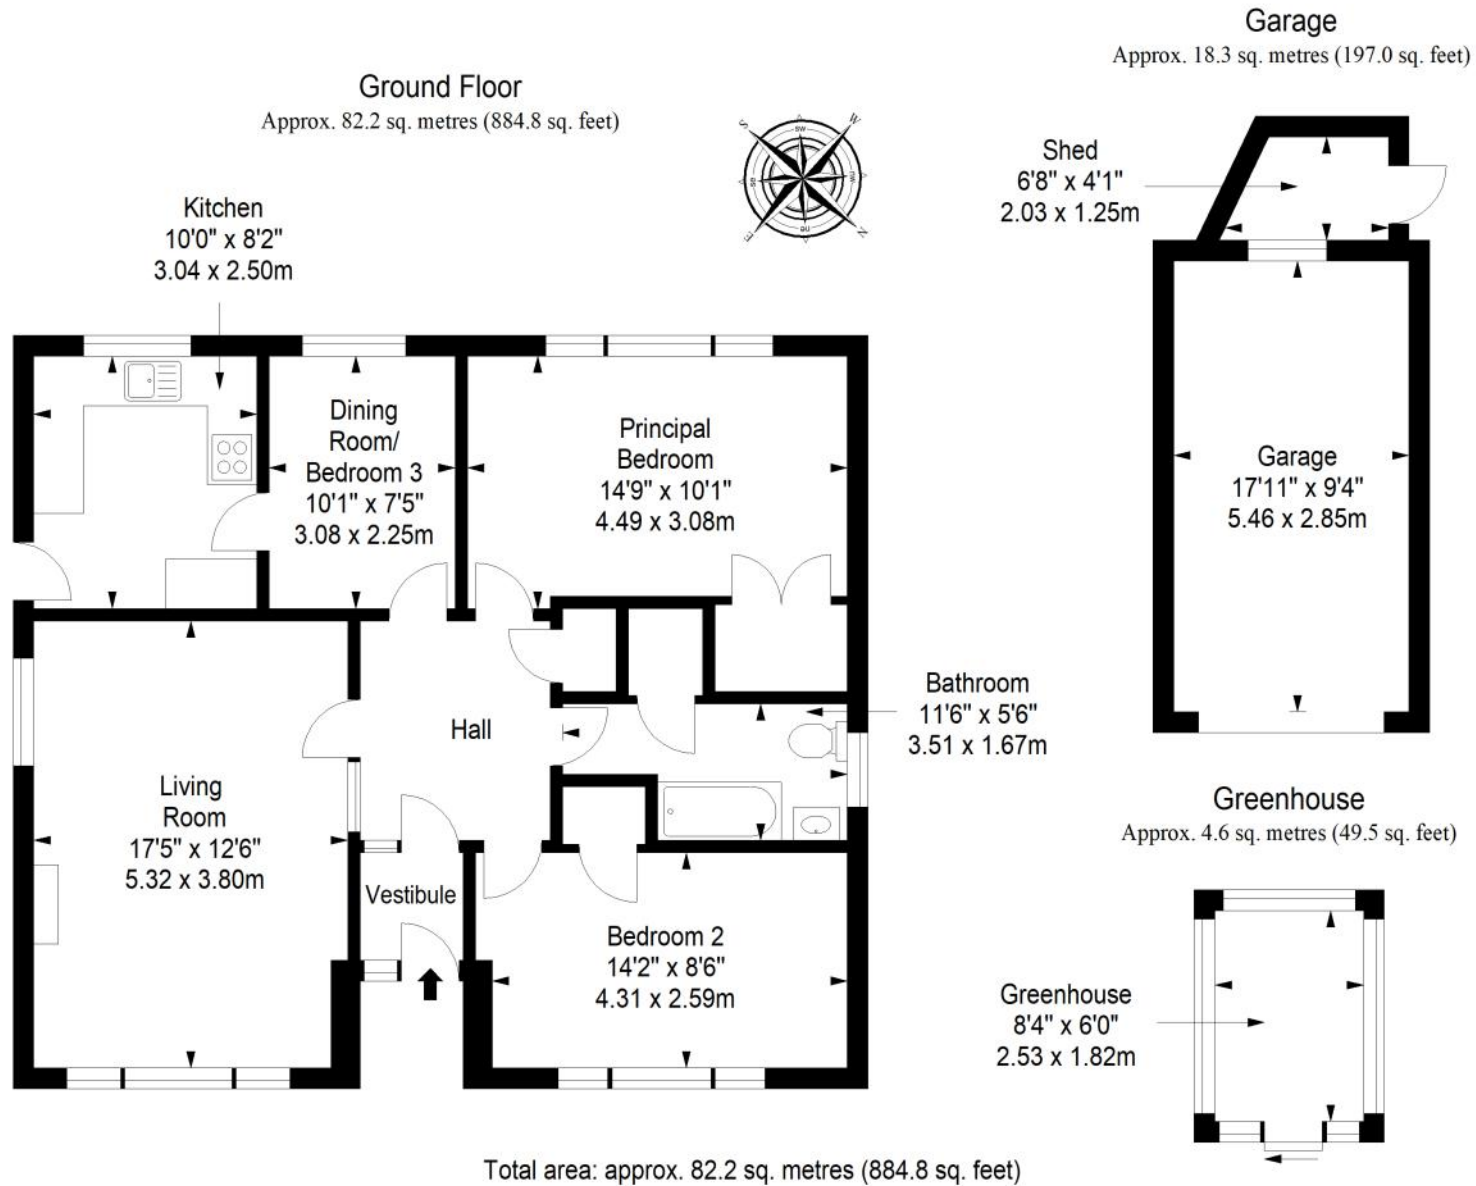 Garage
Approx. 18.3 sq. metres (197.0 sq. feet)
Ground Floor
Approx. 82.2 sq. metres (884.8 sq. feet)
S
sw
W
se
nw
E
ne
N
Shed
6'8" x 4'1"
2.03 x 1.25m
Kitchen
10'0" x 8'2"
3.04 x 2.50m
Dining
Room/
Bedroom 3
10'1" x 7'5"
3.08 x 2.25m
Principal
Bedroom
14'9" x 10'1"
4.49 x 3.08m
Garage
17'11" x 9'4"
5.46 x 2.85m
Hall
Bathroom
11'6" x 5'6"
3.51 x 1.67m
Living
Room
17'5" x 12'6"
5.32 x 3.80m
Vestibule
Bedroom 2
14'2" x 8'6"
4.31 x 2.59m
Greenhouse
Approx. 4.6 sq. metres (49.5 sq. feet)
Greenhouse
8'4" x 6'0"
2.53 x 1.82m
Total area: approx. 82.2 sq. metres (884.8 sq. feet)